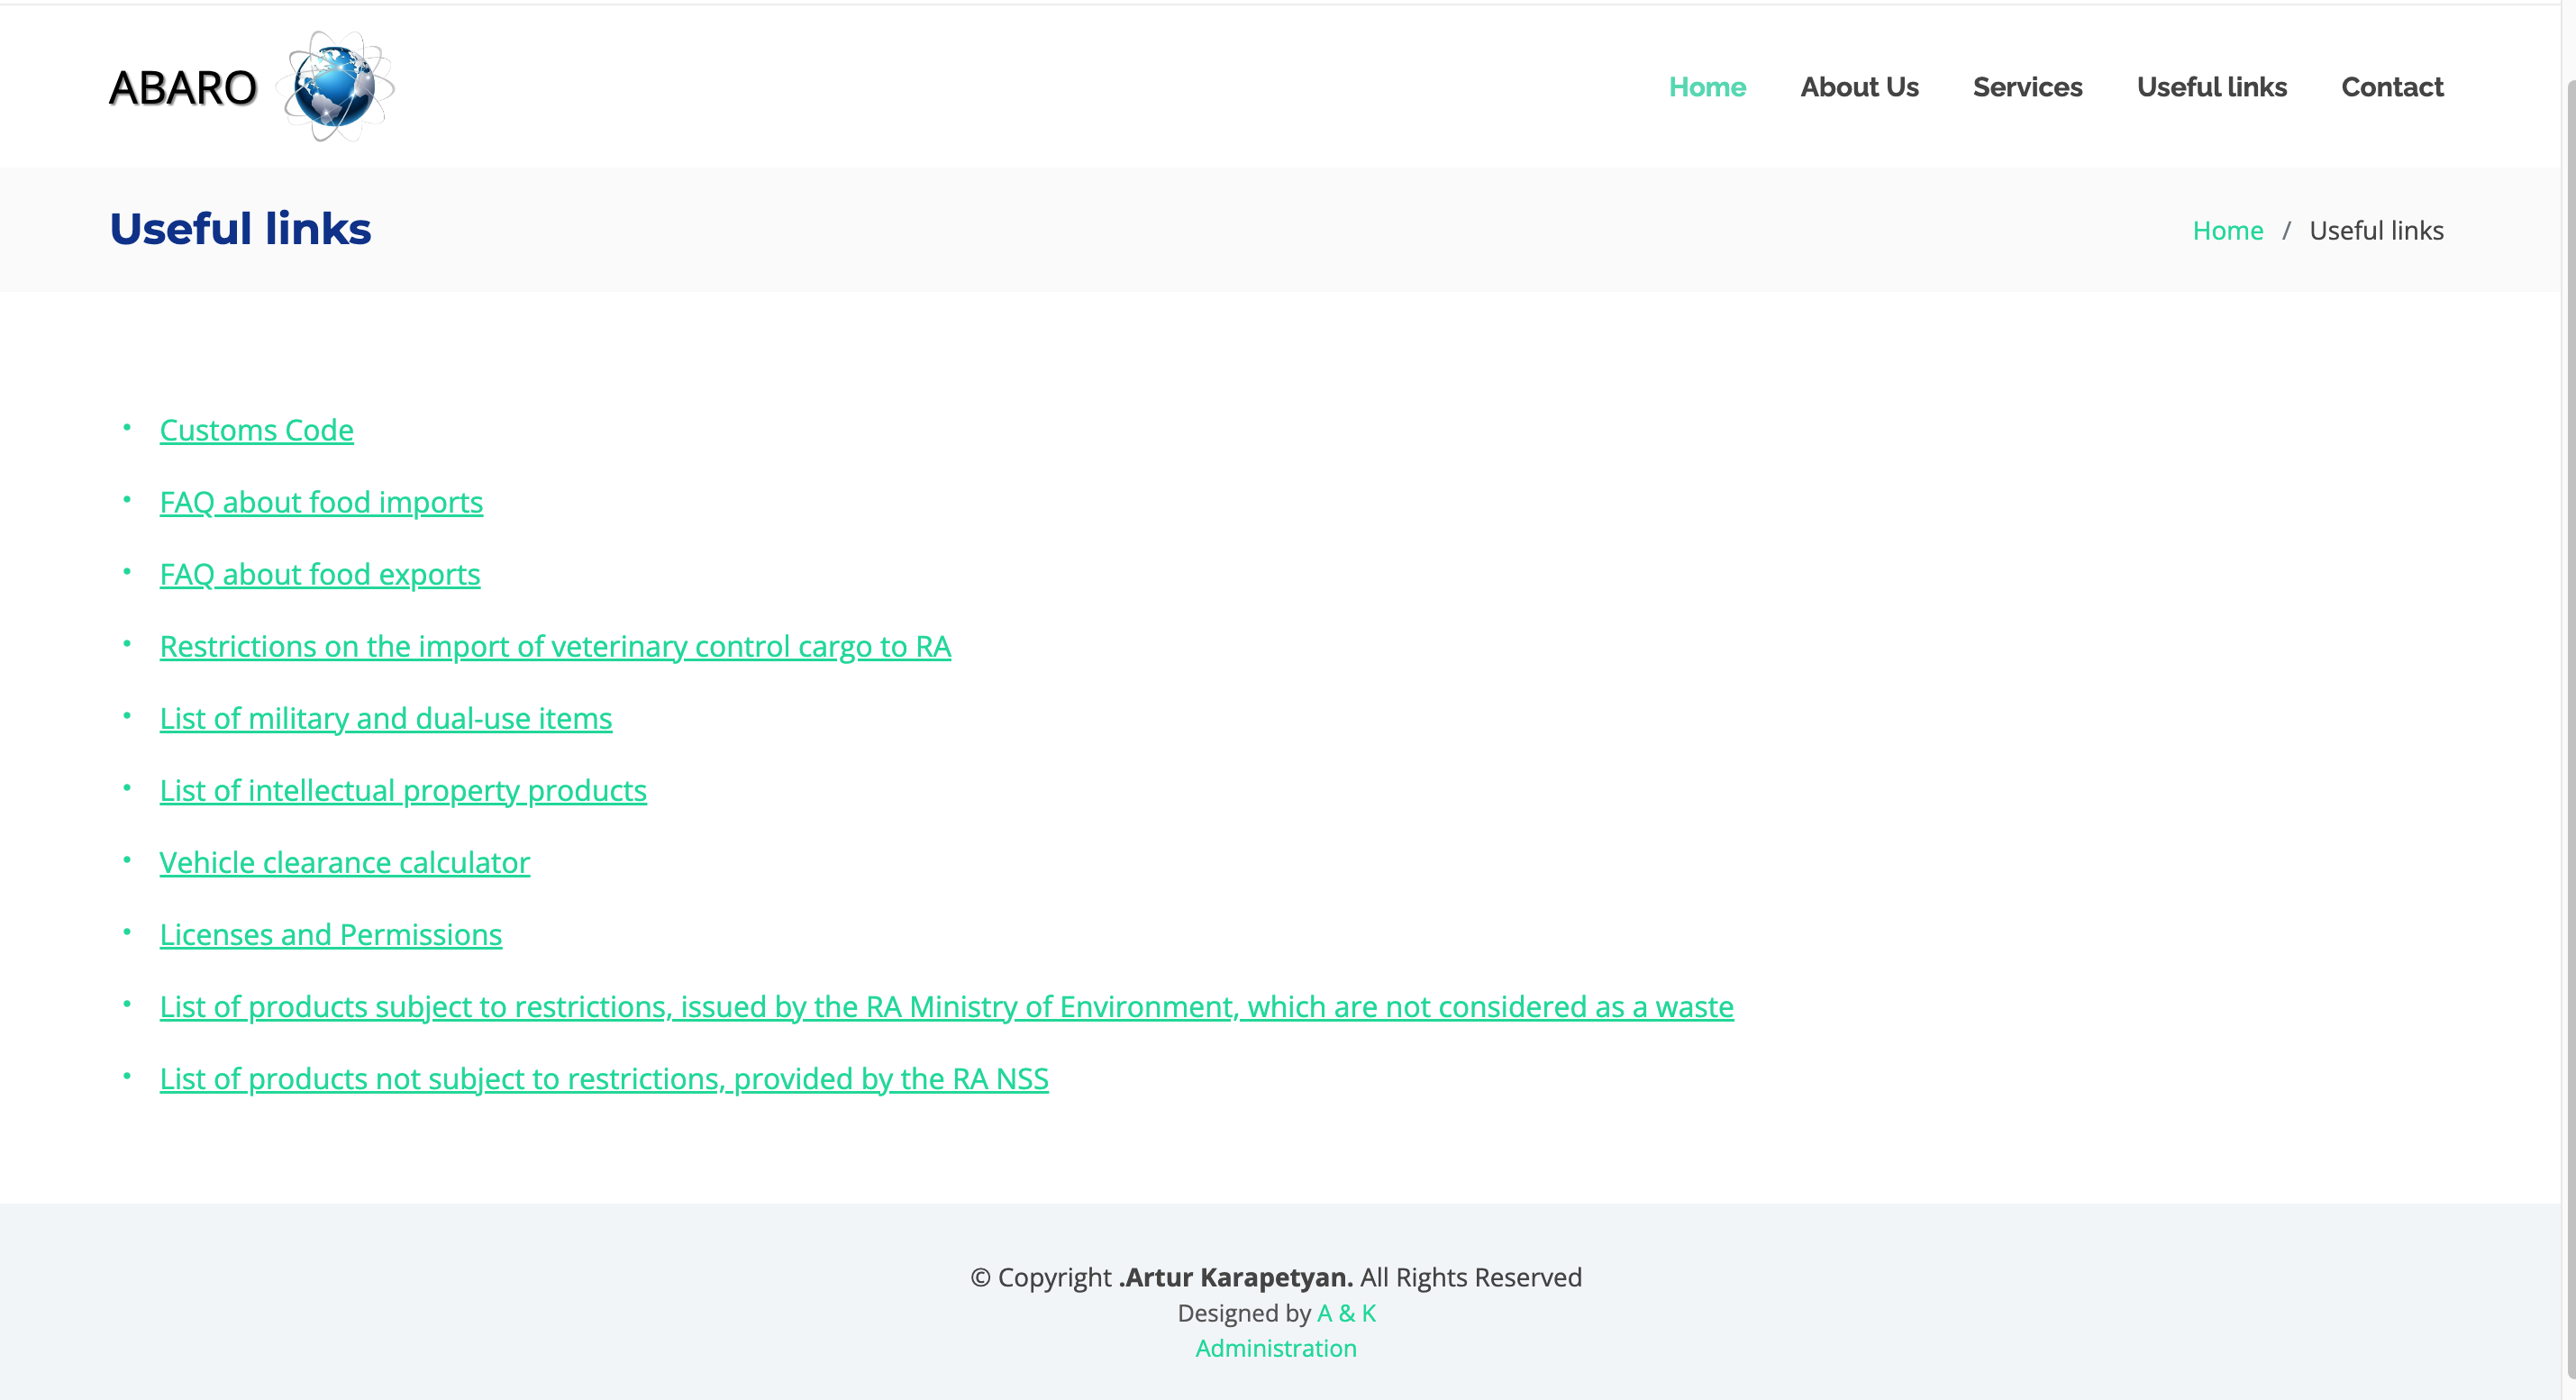 ABARO
Home About Us Services Useful links Contact
Useful links
Home / Useful links
• Customs Code
• FAQ about food imports
• FAQ about food exports
• Restrictions on the import of veterinary control cargo to RA
• List of military and dual-use items
• List of intellectual property products
• Vehicle clearance calculator
• Licenses and Permissions
• List of products subject to restrictions, issued by the RA Ministry of Environment, which are not considered as a waste
• List of products not subject to restrictions, provided by the RA NSS
© Copyright .Artur Karapetyan. All Rights Reserved
Designed by A & K
Administration